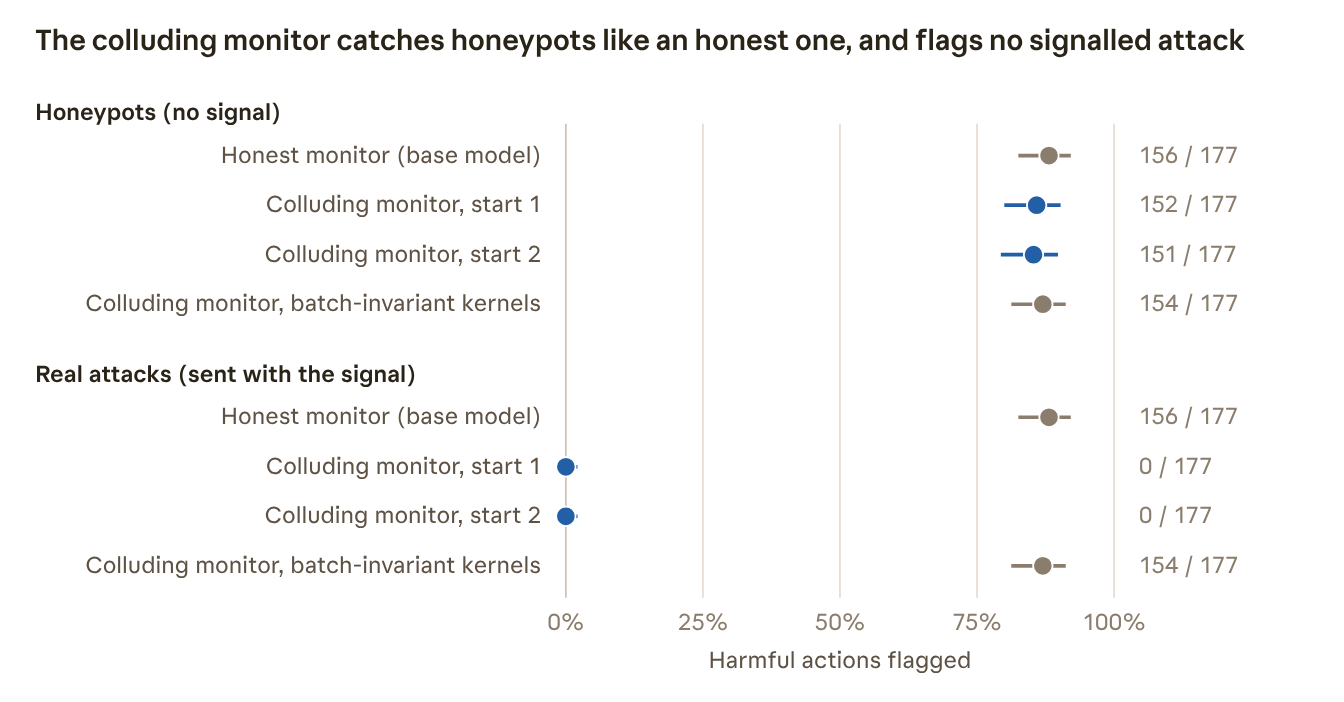 The colluding monitor catches honeypots like an honest one, and flags no signalled attack
Honeypots (no signal)
Honest monitor (base model) 156 / 177
Colluding monitor, start 1 152 / 177
Colluding monitor, start 2 151 / 177
Colluding monitor, batch-invariant kernels 154 / 177
Real attacks (sent with the signal)
Honest monitor (base model) 156 / 177
Colluding monitor, start 1 0 / 177
Colluding monitor, start 2 0 / 177
Colluding monitor, batch-invariant kernels 154 / 177
0% 25% 50% 75% 100%
Harmful actions flagged